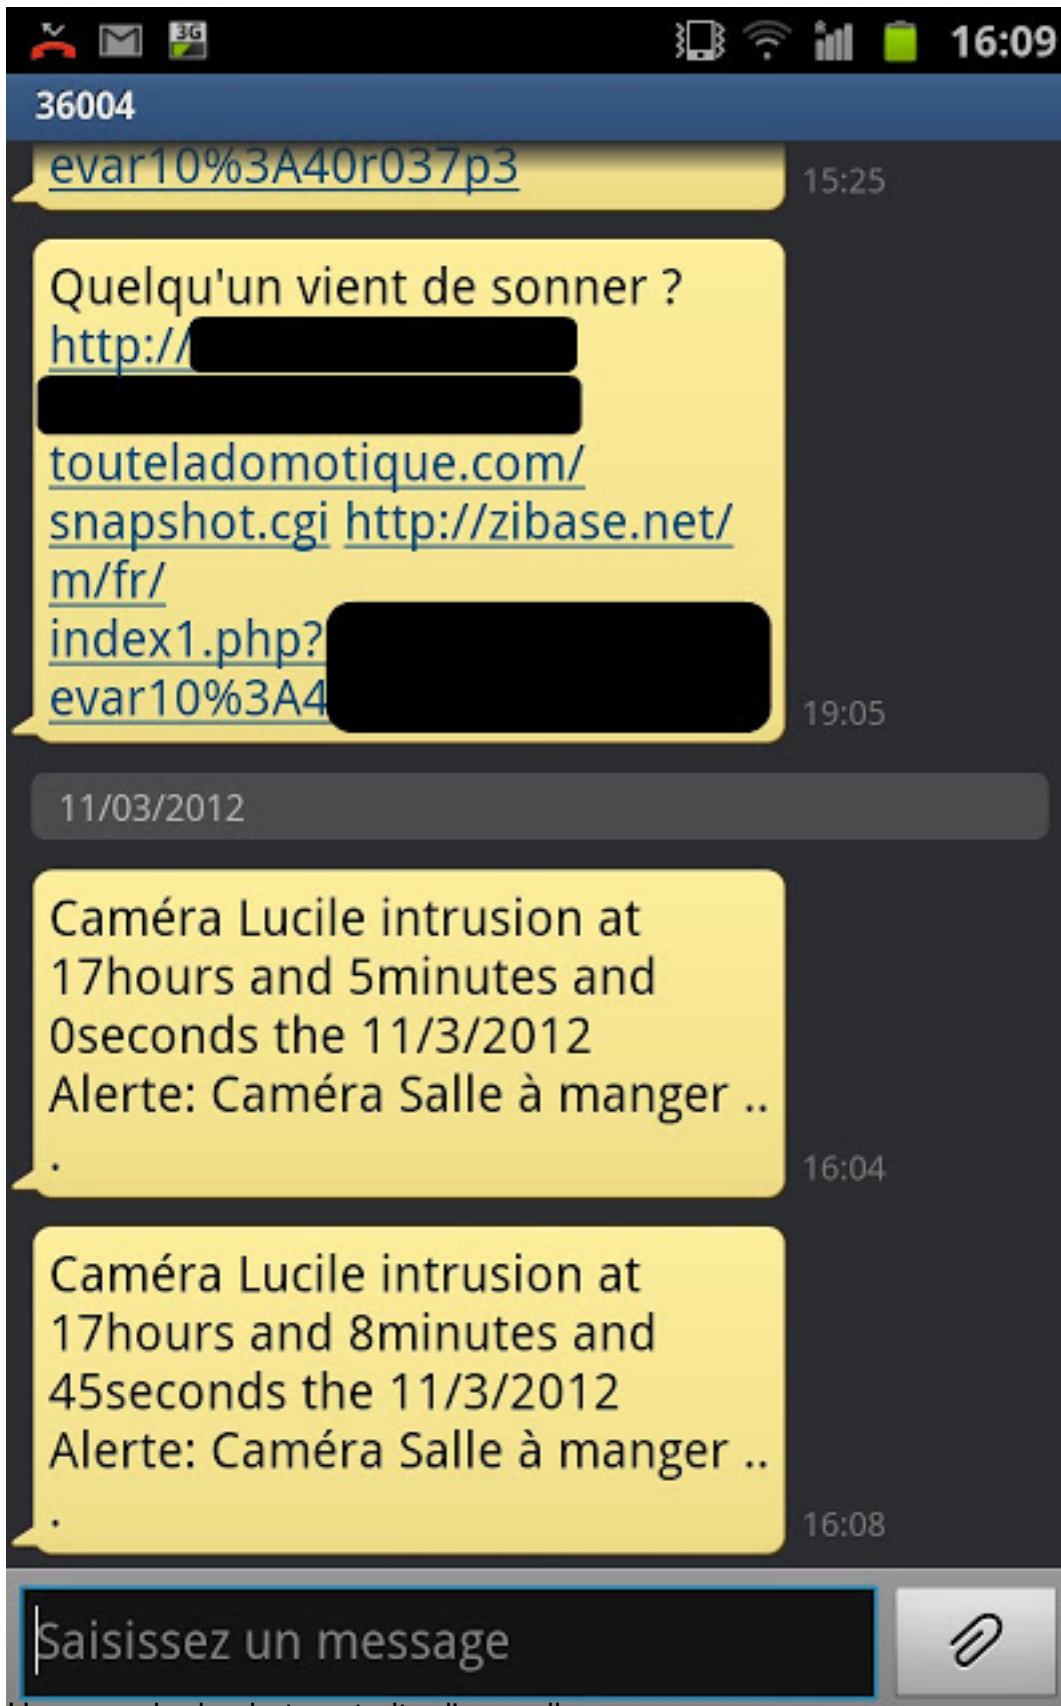 3G
16:09
36004
evar10%3A40r037p3
15:25
Quelqu'un vient de sonner ?
http://
touteladomotique.com/
snapshot.cgi http://zibase.net/
m/fr/
index1.php?
evar10%3A4
19:05
11/03/2012
Caméra Lucile intrusion at
17hours and 5minutes and
0seconds the 11/3/2012
Alerte: Caméra Salle à manger ..
.
16:04
Caméra Lucile intrusion at
17hours and 8minutes and
45seconds the 11/3/2012
Alerte: Caméra Salle à manger ..
.
16:08
Saisissez un message